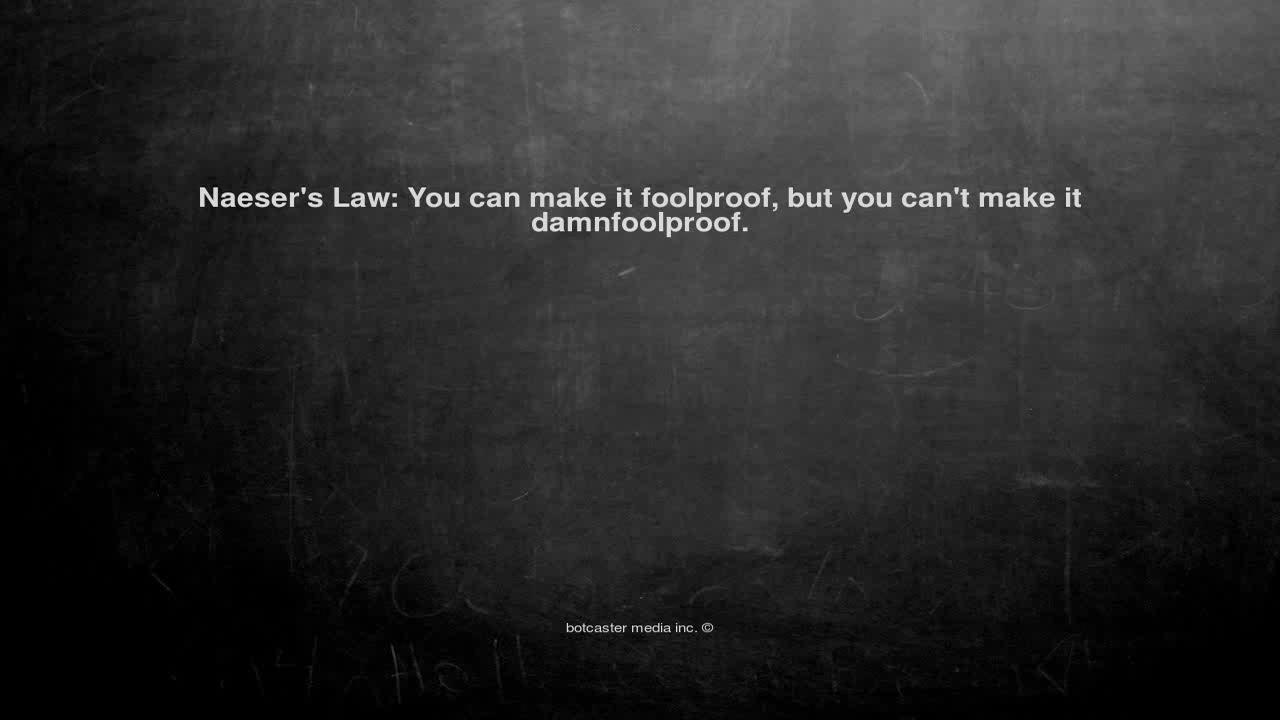 Naeser's Law: You can make it foolproof, but you can't make it
damnfoolproof.
botcaster media inc. ©